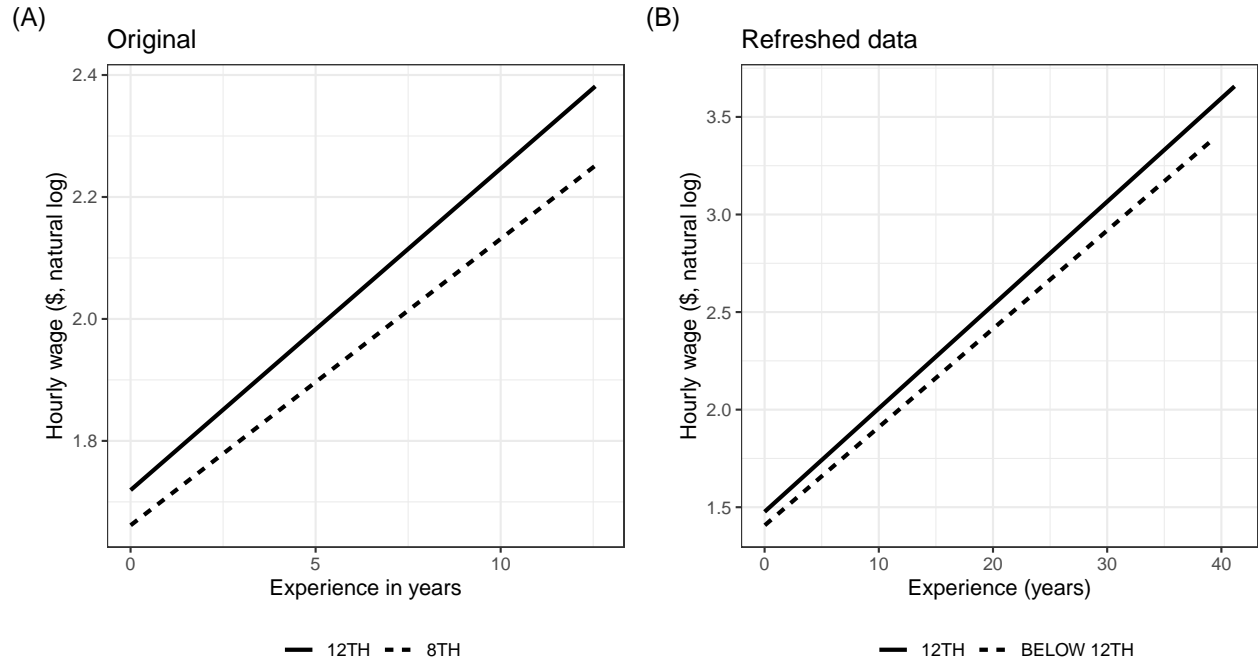 (A)
Original
2.4
2.2
2.0
1.8
Hourly wage ($, natural log)
0 5 10
Experience in years
12TH 8TH
(B)
Refreshed data
3.5
3.0
2.5
2.0
1.5
Hourly wage ($, natural log)
0 10 20 30 40
Experience (years)
12TH BELOW 12TH